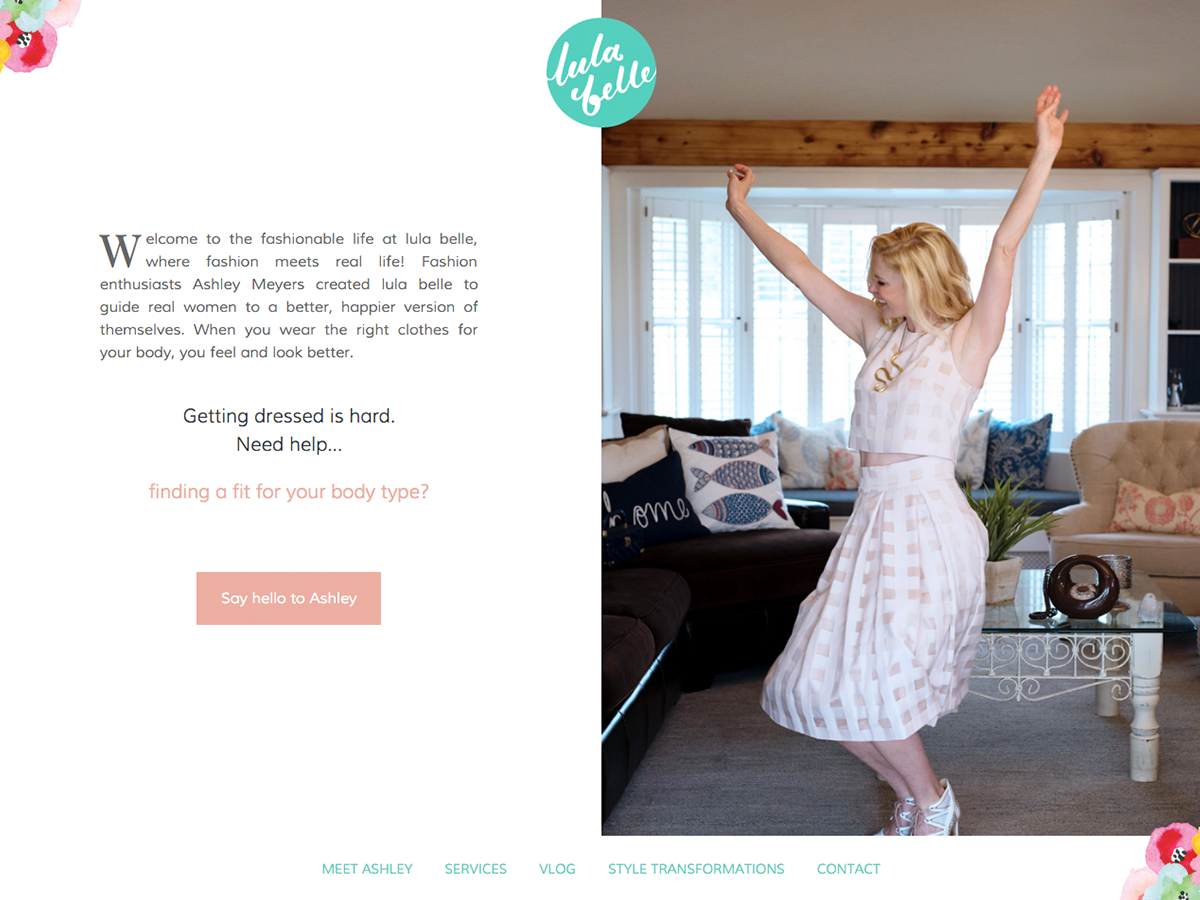 lula
belle
Welcome to the fashionable life at lula belle,
where fashion meets real life! Fashion
enthusiasts Ashley Meyers created lula belle to
guide real women to a better, happier version of
themselves. When you wear the right clothes for
your body, you feel and look better.
Getting dressed is hard.
Need help...
finding a fit for your body type?
Say hello to Ashley
ome
MEET ASHLEY SERVICES VLOG STYLE TRANSFORMATIONS CONTACT